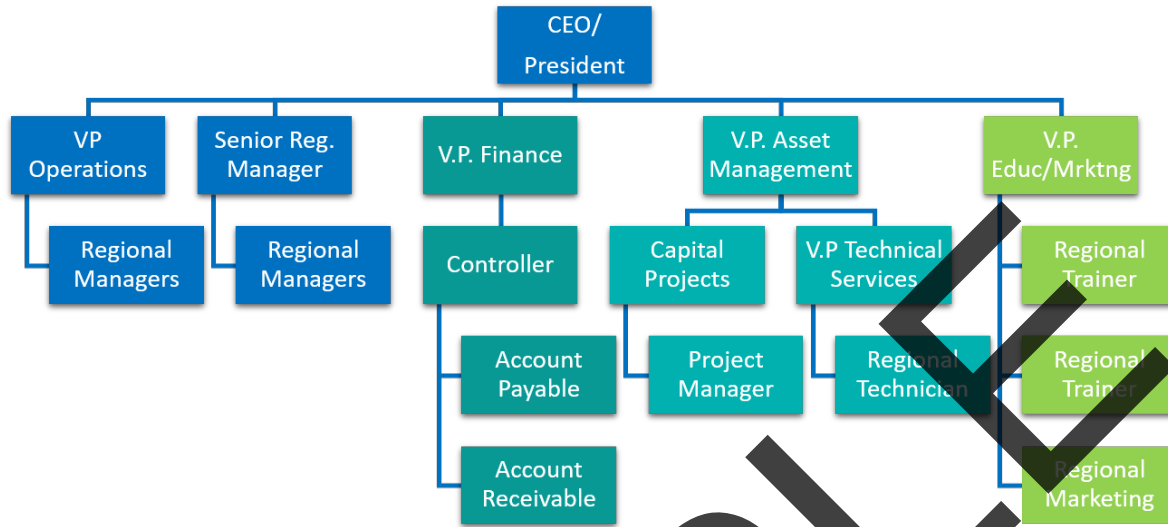 CEO/
President
VP
Operations
Senior Reg.
Manager
V.P. Finance
V.P. Asset
Management
V.P.
Educ/Mrktng
Regional
Managers
Regional
Managers
Controller
Capital
Projects
V.P Technical
Services
Regional
Trainer
Account
Payable
Project
Manager
Regional
Technician
Regional
Trainer
Account
Receivable
Regional
Marketing